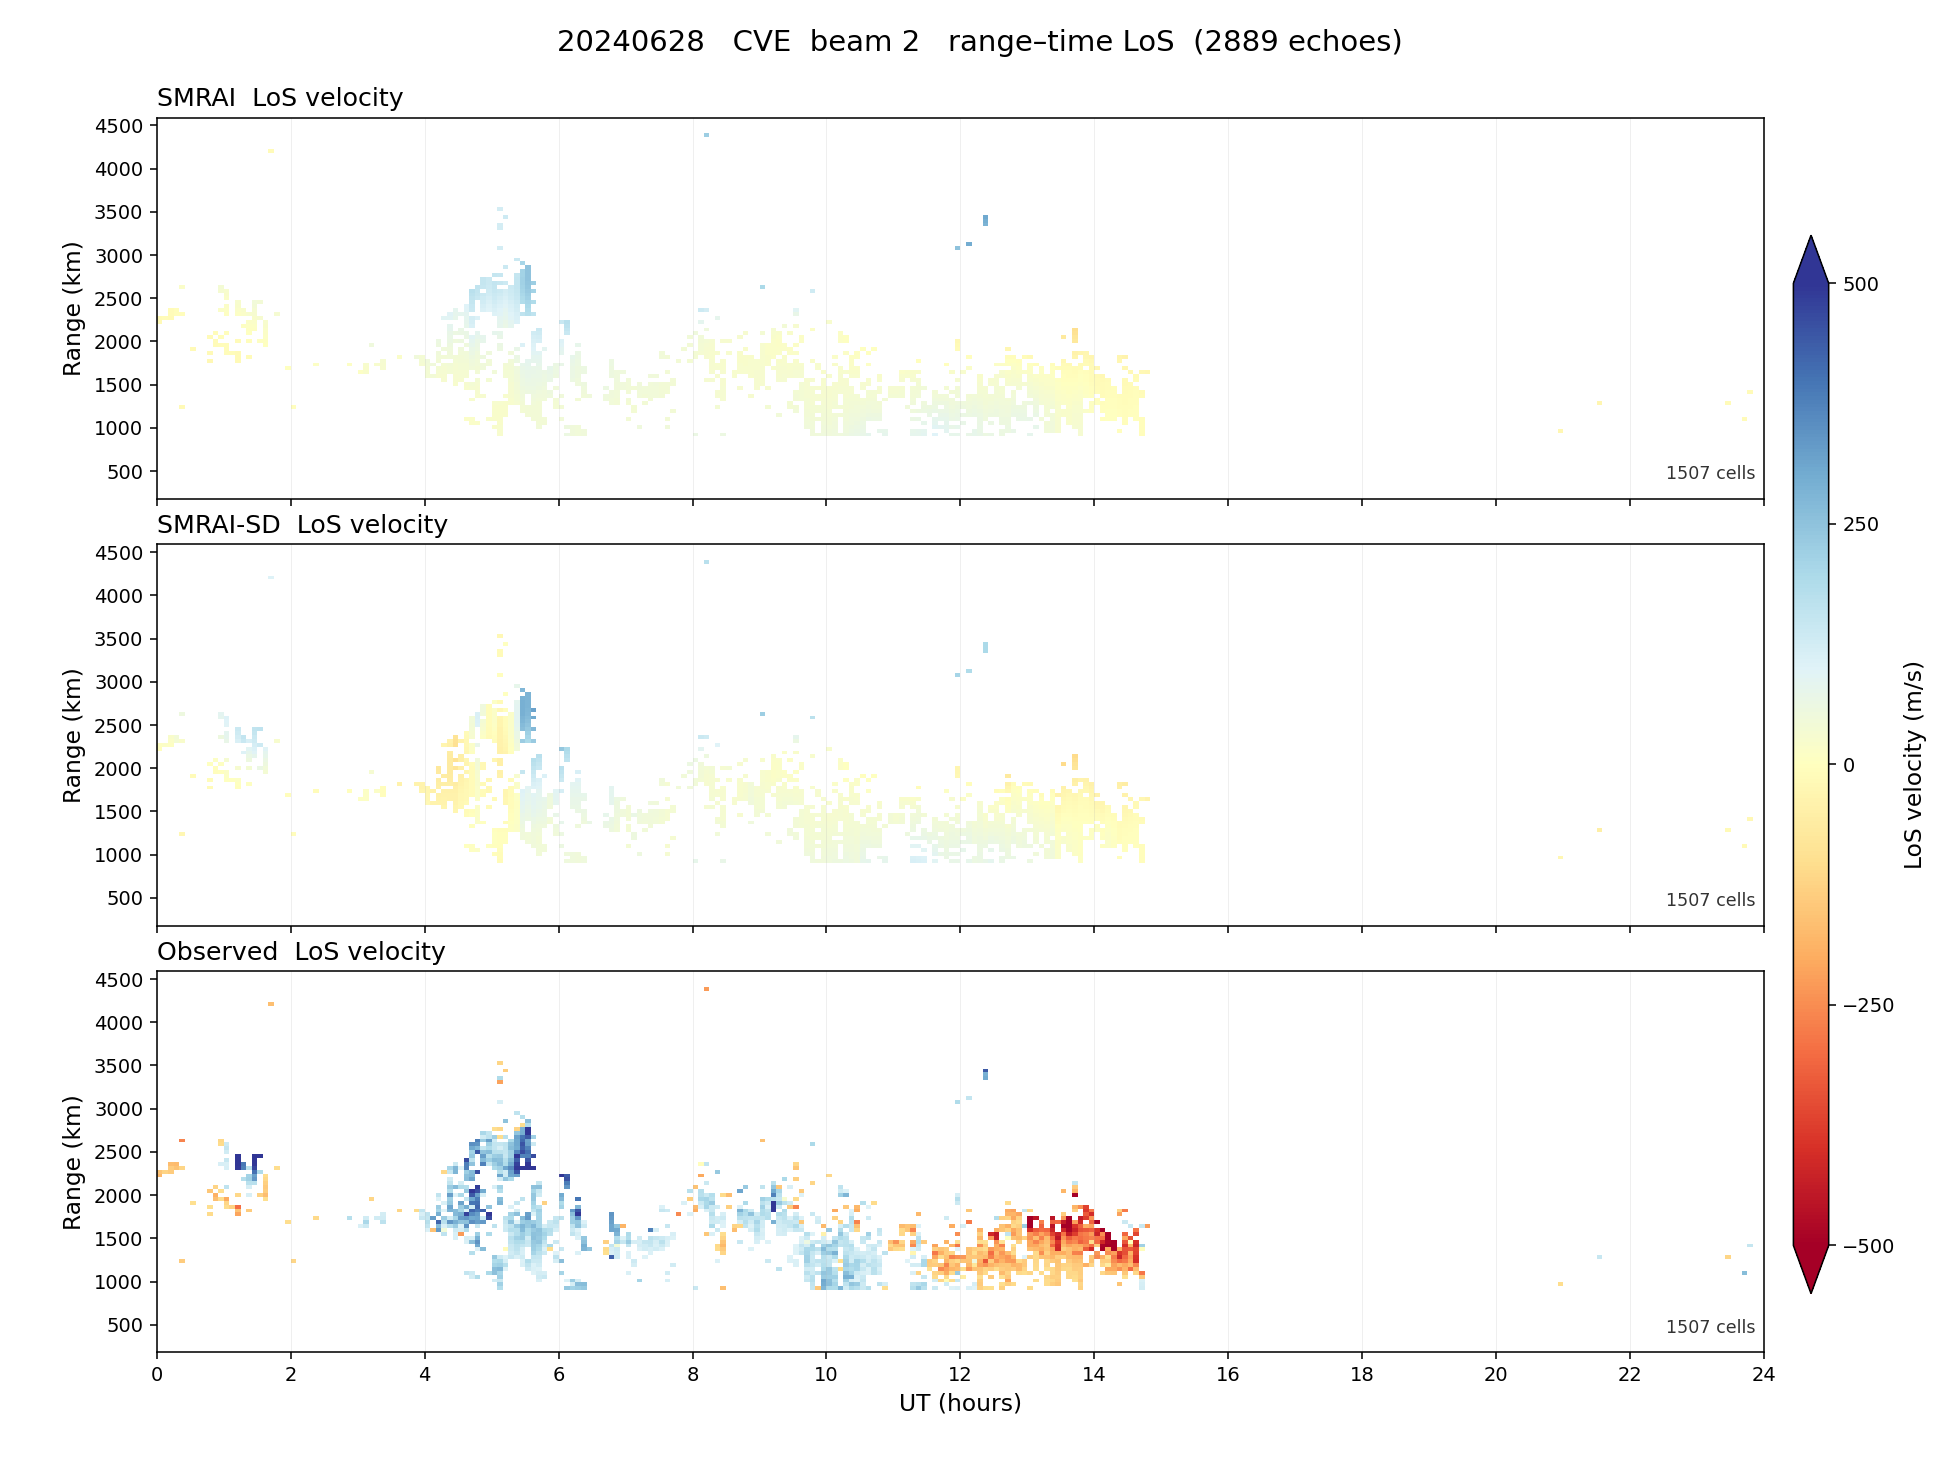 20240628   CVE  beam 2   range–time LoS  (2889 echoes)
SMRAI  LoS velocity
4500
4000
3500
3000
2500
2000
1500
1000
500
Range (km)
1507 cells
SMRAI-SD  LoS velocity
4500
4000
3500
3000
2500
2000
1500
1000
500
Range (km)
1507 cells
Observed  LoS velocity
4500
4000
3500
3000
2500
2000
1500
1000
500
Range (km)
1507 cells
0 2 4 6 8 10 12 14 16 18 20 22 24
UT (hours)
500
250
0
−250
−500
LoS velocity (m/s)